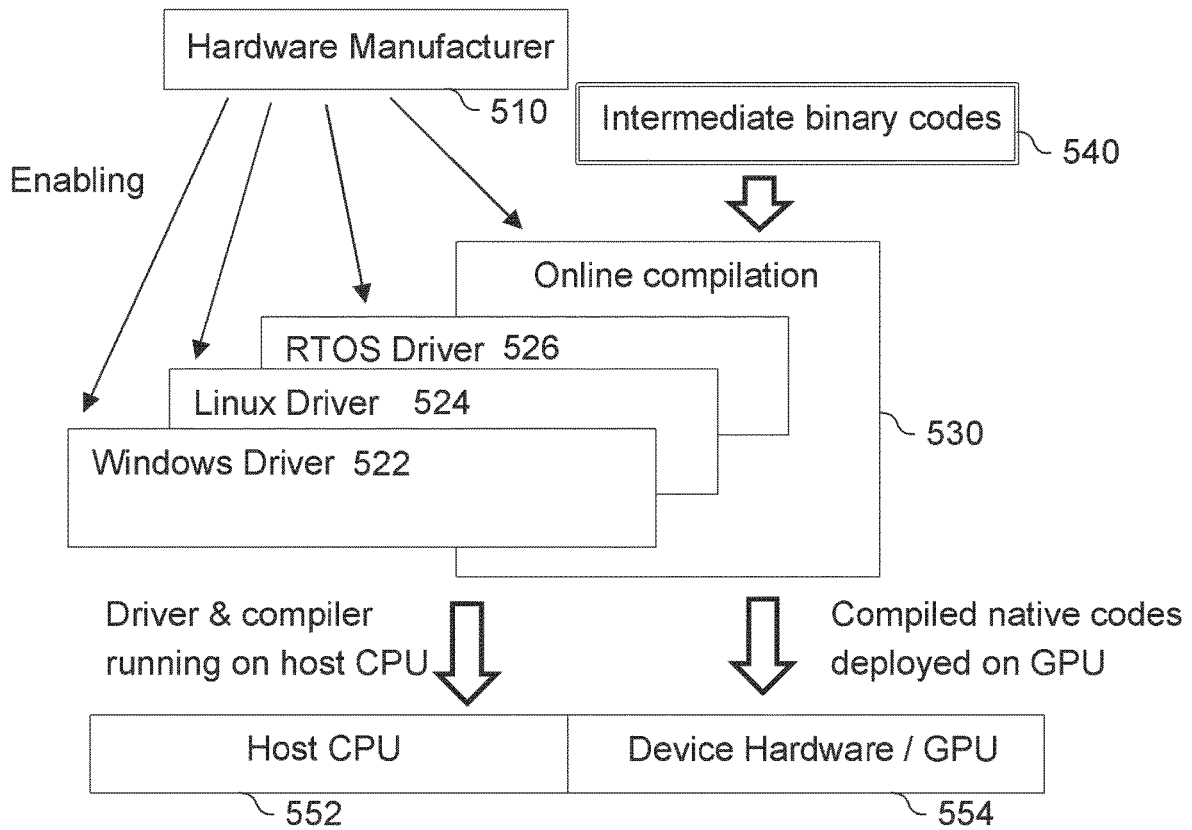 Hardware Manufacturer
510
Intermediate binary codes
540
Enabling
Online compilation
RTOS Driver 526
Linux Driver 524
530
Windows Driver 522
Driver & compiler
running on host CPU
Compiled native codes
deployed on GPU
Host CPU
Device Hardware / GPU
552
554